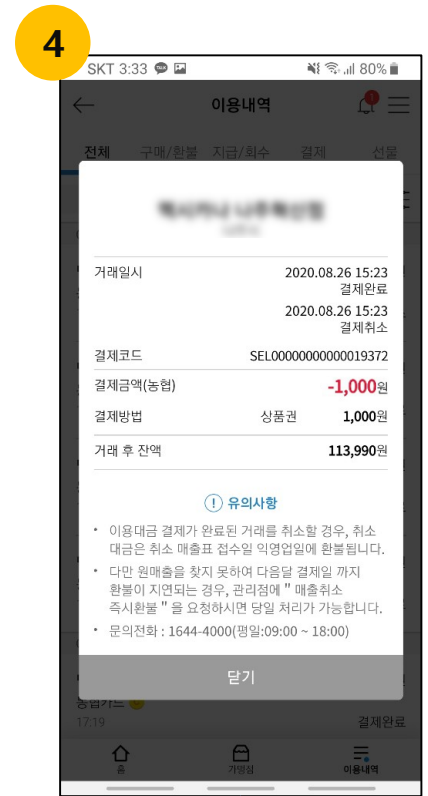 4
SKT 3:33 80%
이용내역
전체 구매/환불 지급/회수 결제 선물
거래일시 2020.08.26 15:23
결제완료
2020.08.26 15:23
결제취소
결제코드 SEL00000000000019372
결제금액(농협) -1,000원
결제방법 상품권 1,000원
거래 후 잔액 113,990원
유의사항
• 이용대금 결제가 완료된 거래를 취소할 경우, 취소
대금은 취소 매출표 접수일 익영업일에 환불됩니다.
• 다만 원매출을 찾지 못하여 다음달 결제일 까지
환불이 지연되는 경우, 관리점에 " 매출취소
즉시환불 " 을 요청하시면 당일 처리가 가능합니다.
• 문의전화 : 1644-4000(평일:09:00 ~ 18:00)
닫기
농협카드
17:19 결제완료
홈 가맹점 이용내역